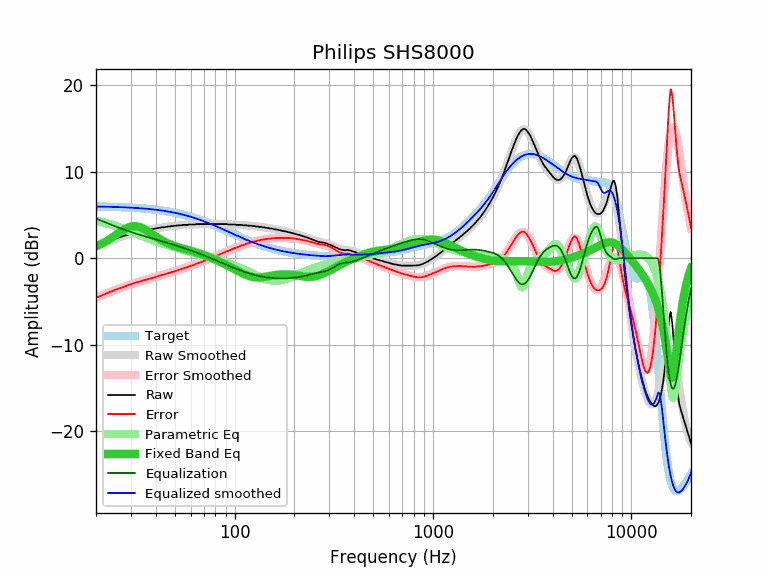 Philips SHS8000
Amplitude (dBr)
20
10
0
−10
−20
Target
Raw Smoothed
Error Smoothed
Raw
Error
Parametric Eq
Fixed Band Eq
Equalization
Equalized smoothed
100
1000
10000
Frequency (Hz)